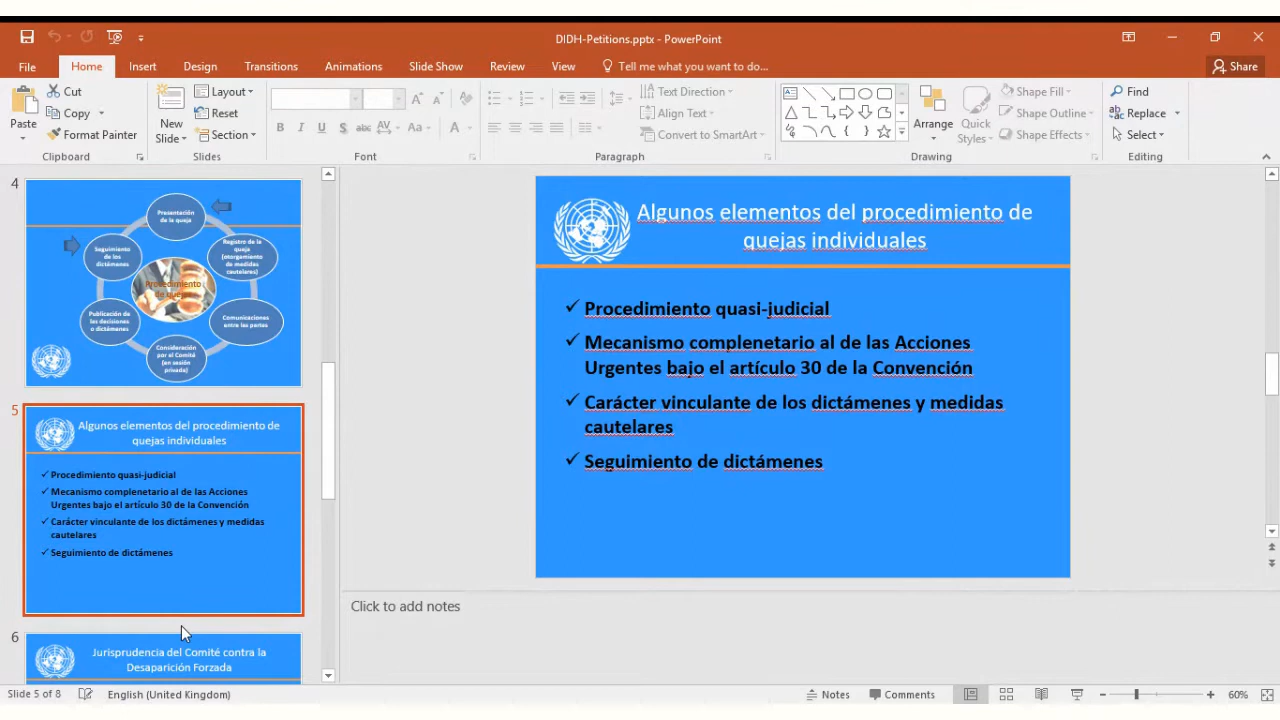 DIDH-Petitions.pptx - PowerPoint
File Home Insert Design Transitions Animations Slide Show Review View Tell me what you want to do... Share
Paste
Cut
Copy
Format Painter
Clipboard
New Slide
Layout
Reset
Section
Slides
B I U S abc AV Aa A
Font
Text Direction
Align Text
Convert to SmartArt
Paragraph
Arrange
Quick Styles
Shape Fill
Shape Outline
Shape Effects
Drawing
Find
Replace
Select
Editing
4
Presentación
de la queja
Registro de la
queja
(otorgamiento
de medidas
cautelares)
Comunicaciones
entre las partes
Consideración
por el Comité
(en sesión
privada)
Publicación de
las decisiones
o dictámenes
Seguimiento
de los
dictámenes
Procedimiento
de quejas
5
Algunos elementos del procedimiento de
quejas individuales
Procedimiento quasi-judicial
Mecanismo complenetario al de las Acciones
Urgentes bajo el artículo 30 de la Convención
Carácter vinculante de los dictámenes y medidas
cautelares
Seguimiento de dictámenes
6
Jurisprudencia del Comité contra la
Desaparición Forzada
Algunos elementos del procedimiento de
quejas individuales
Procedimiento quasi-judicial
Mecanismo complenetario al de las Acciones
Urgentes bajo el artículo 30 de la Convención
Carácter vinculante de los dictámenes y medidas
cautelares
Seguimiento de dictámenes
Click to add notes
Slide 5 of 8 English (United Kingdom) Notes Comments 60%